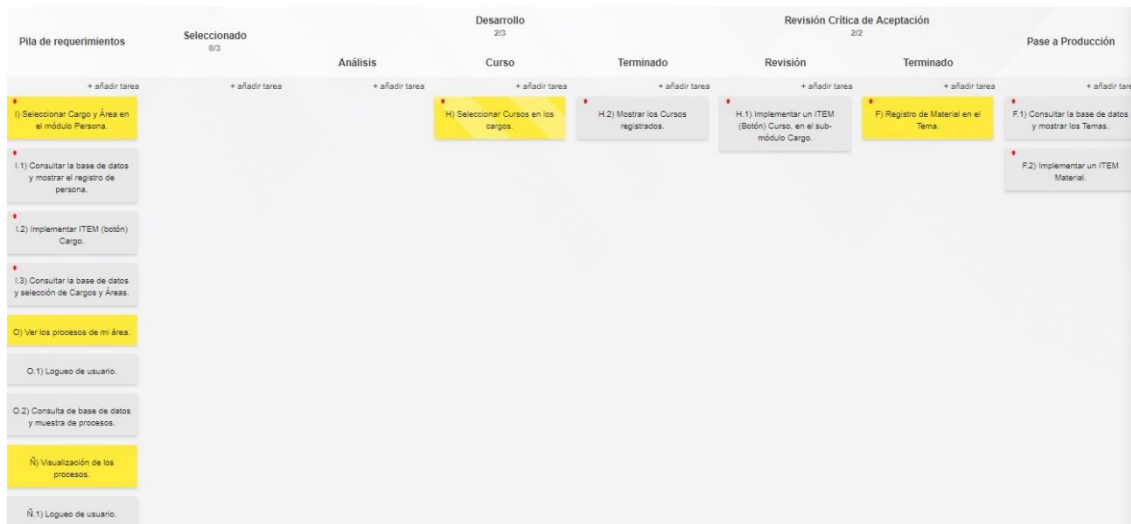 Pila de requerimientos
Seleccionado
0/3
Desarrollo
2/3
Análisis
Curso
Terminado
Revisión Crítica de Aceptación
2/2
Revisión
Terminado
Pase a Producción
+ añadir tarea
+ añadir tarea
+ añadir tarea
+ añadir tarea
+ añadir tarea
+ añadir tarea
+ añadir tarea
+ añadir tare
I) Seleccionar Cargo y Área en
el módulo Persona.
I.1) Consultar la base de datos
y mostrar el registro de
persona.
I.2) Implementar ITEM (botón)
Cargo.
I.3) Consultar la base de datos
y selección de Cargos y Áreas.
O) Ver los procesos de mi área.
O.1) Logueo de usuario.
O.2) Consulta de base de datos
y muestra de procesos.
Ñ) Visualización de los
procesos.
Ñ.1) Logueo de usuario.
H) Seleccionar Cursos en los
cargos.
H.2) Mostrar los Cursos
registrados.
H.1) Implementar un ITEM
(Botón) Curso, en el sub-
módulo Cargo.
F) Registro de Material en el
Tema.
F.1) Consultar la base de datos
y mostrar los Temas.
F.2) Implementar un ITEM
Material.